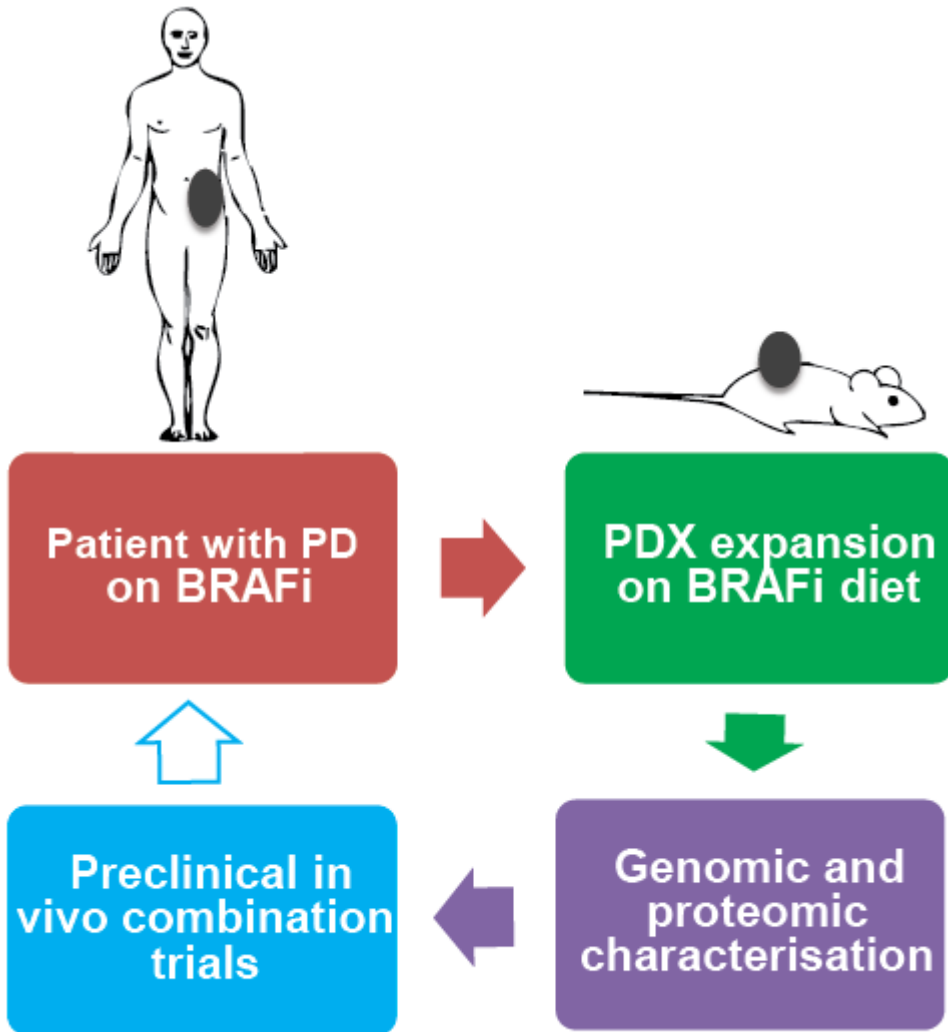 Patient with PD
on BRAFi
PDX expansion
on BRAFi diet
Preclinical in
vivo combination
trials
Genomic and
proteomic
characterisation